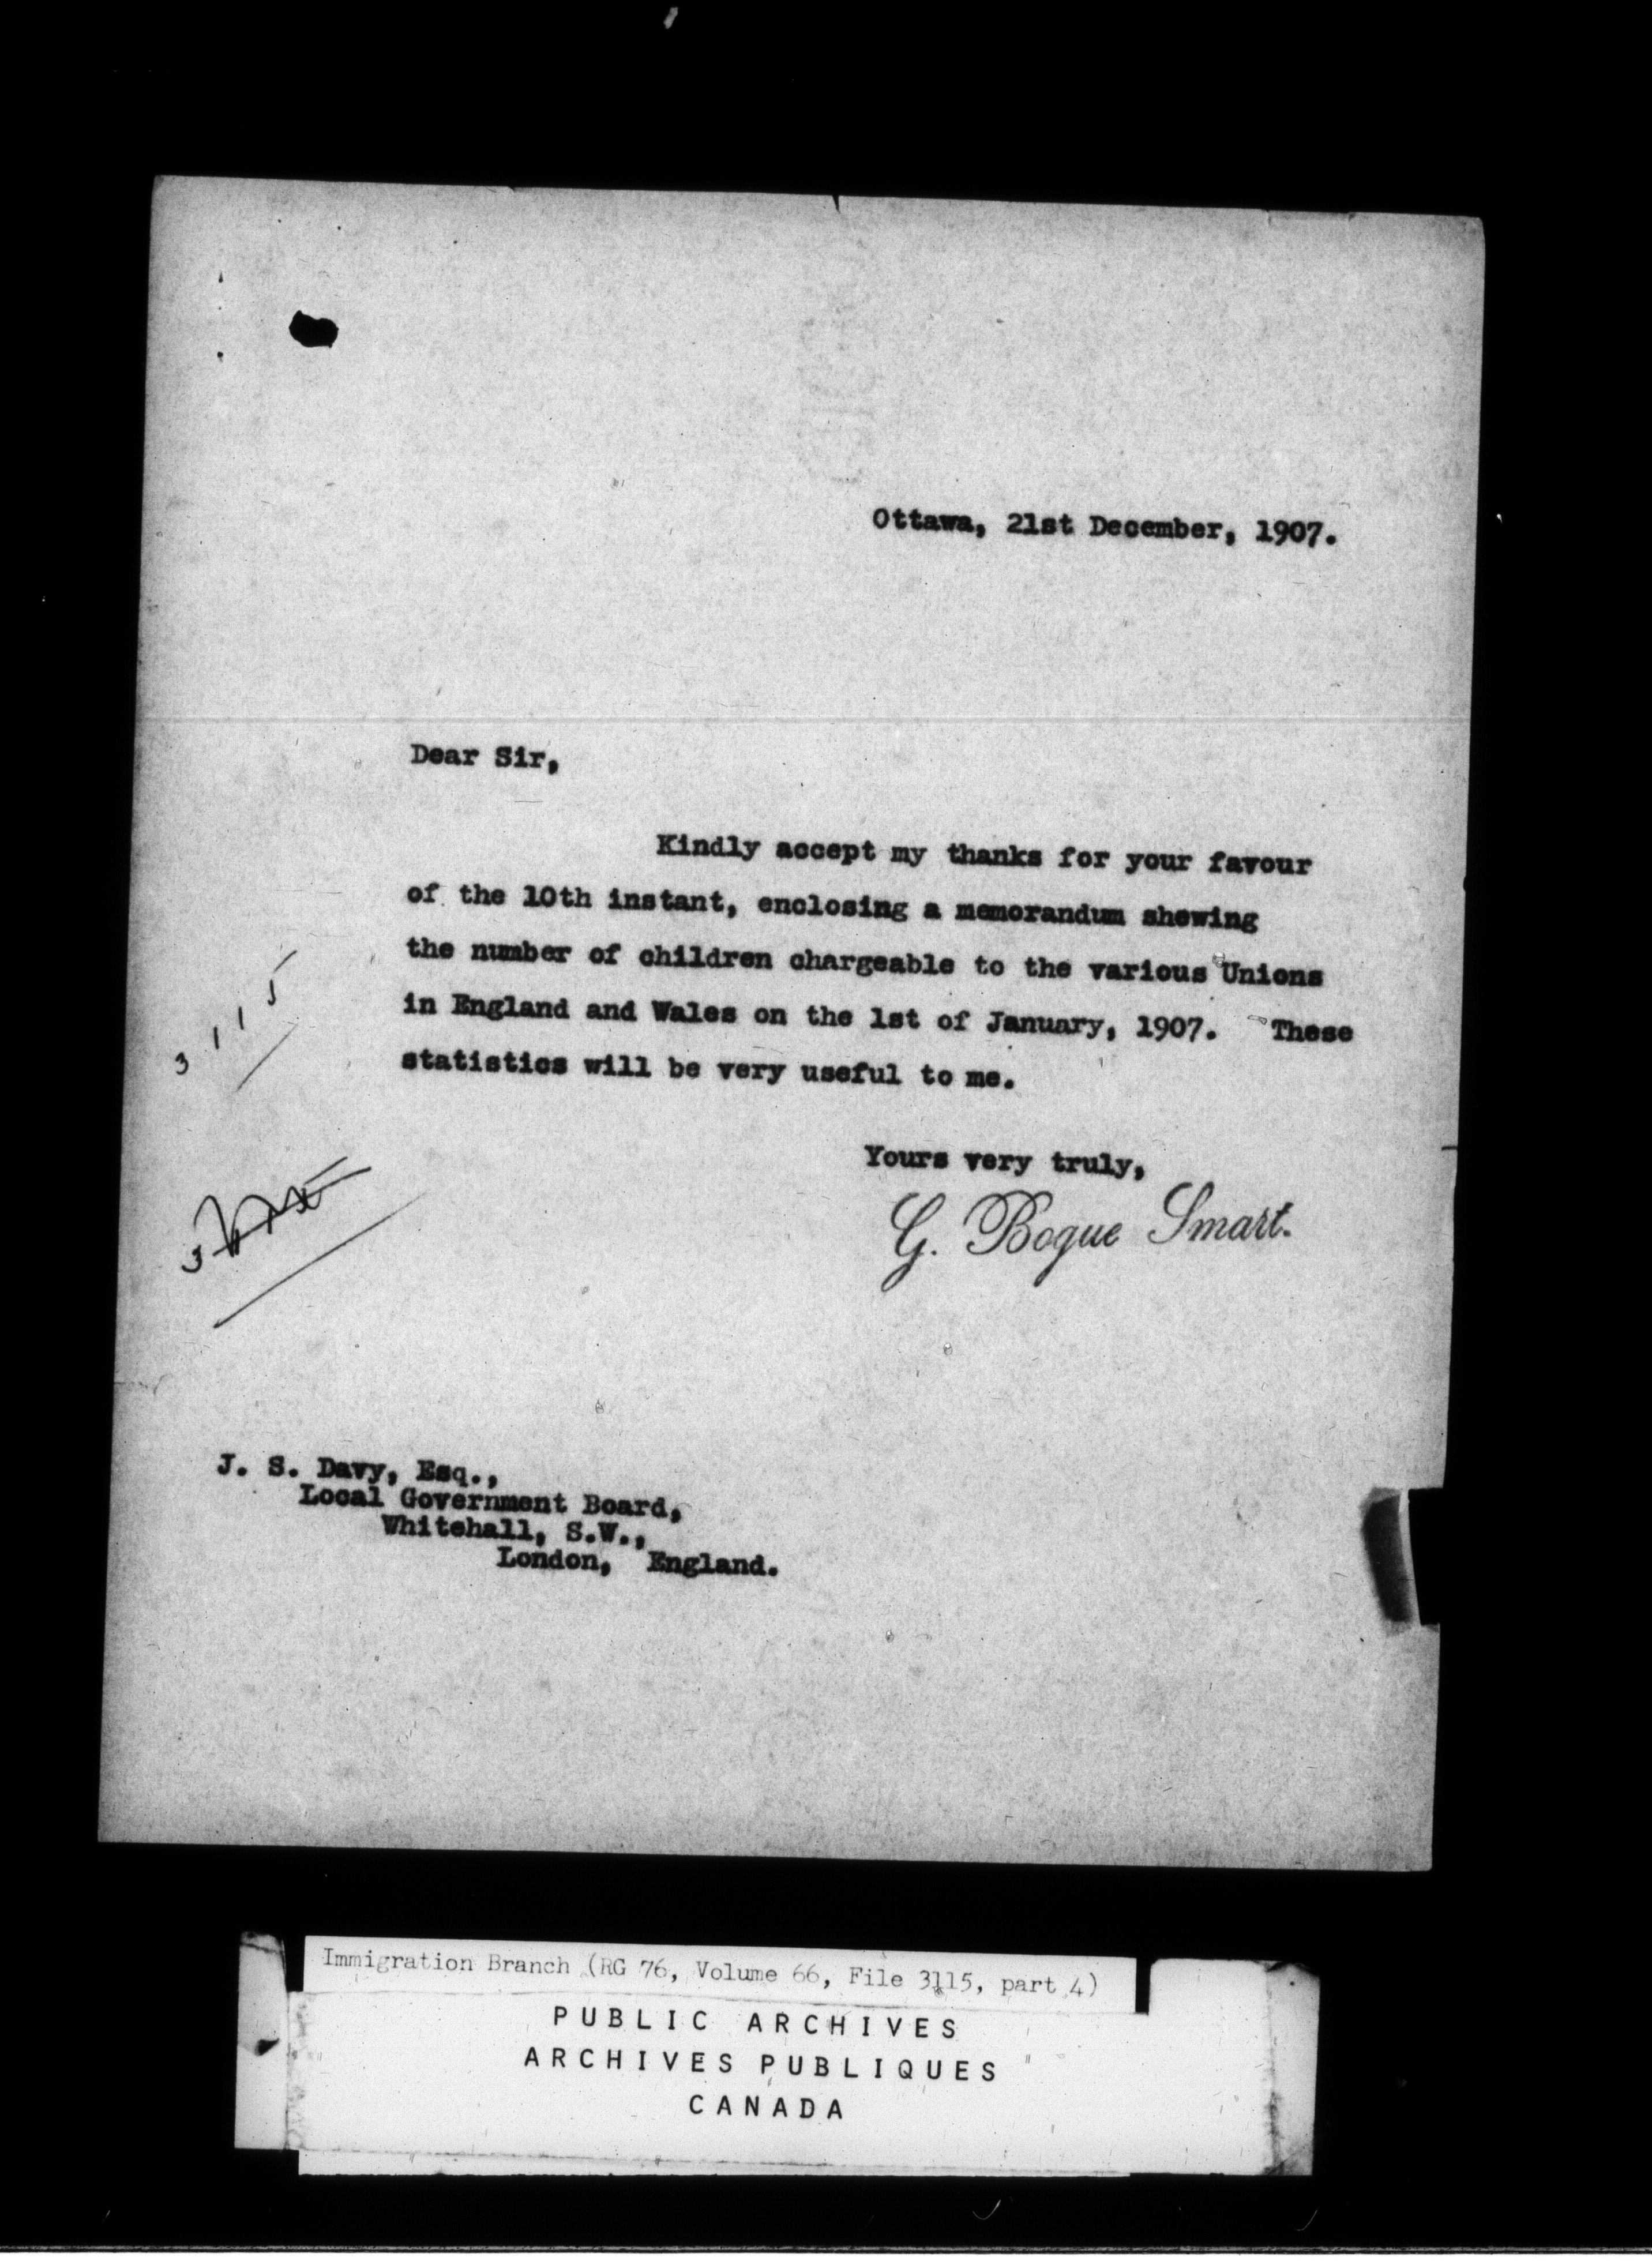 Ottawa, 21st December, 1907.
Dear Sir,
Kindly accept my thanks for your favour
of the 10th instant, enclosing a memorandum shewing
the number of children chargeable to the various Unions
in England and Wales on the 1st of January, 1907. These
statistics will be very useful to me.
3115
Yours very truly,
G. Bogue Smart.
J. S. Davy, Esq.,
Local Government Board,
Whitehall, S.W.,
London, England.
Immigration Branch (RG 76, Volume 66, File 3115, part 4)
PUBLIC ARCHIVES
ARCHIVES PUBLIQUES
CANADA